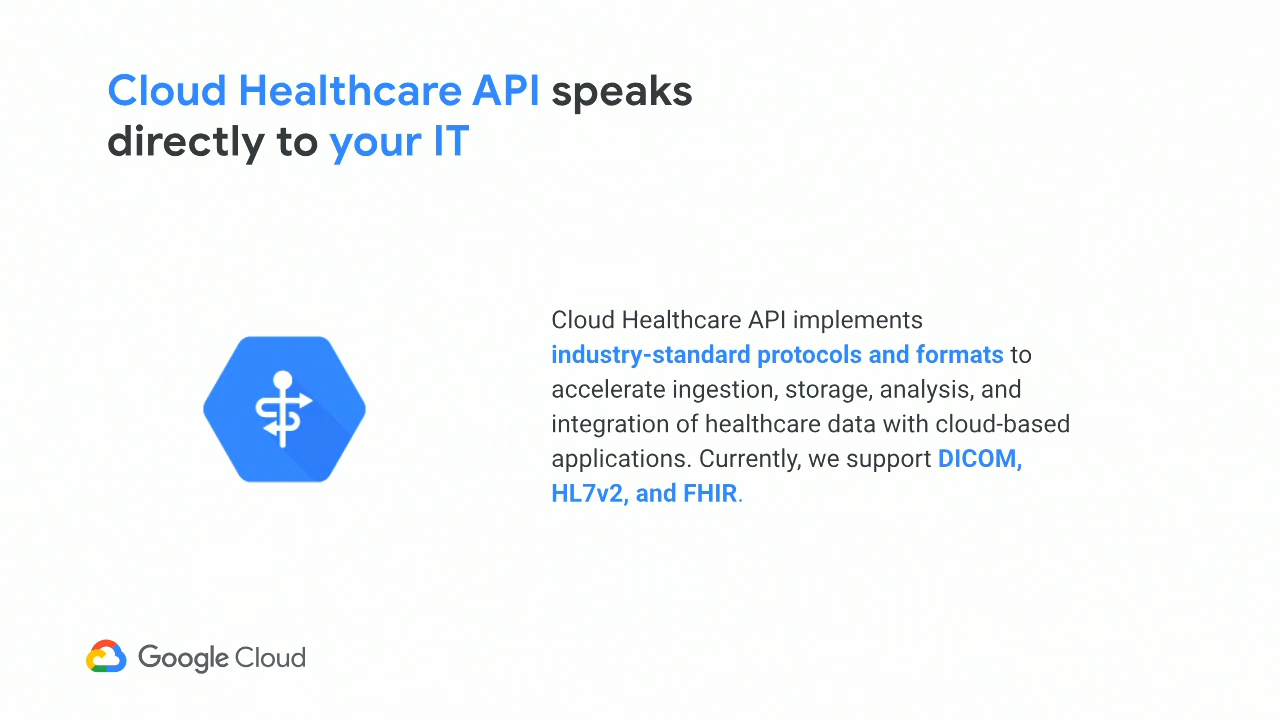 Cloud Healthcare API speaks
directly to your IT
Cloud Healthcare API implements
industry-standard protocols and formats to
accelerate ingestion, storage, analysis, and
integration of healthcare data with cloud-based
applications. Currently, we support DICOM,
HL7v2, and FHIR.
Google Cloud